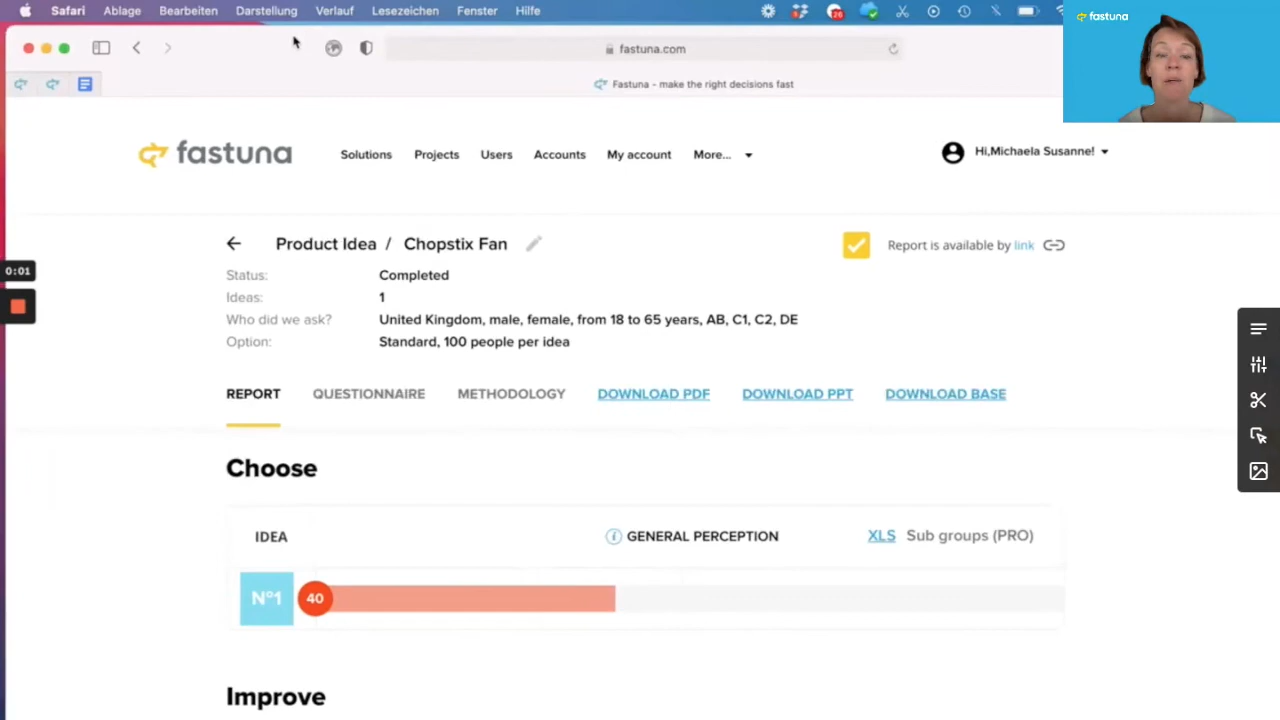 Safari Ablage Bearbeiten Darstellung Verlauf Lesezeichen Fenster Hilfe
26
fastuna
fastuna.com
Fastuna – make the right decisions fast
fastuna Solutions Projects Users Accounts My account More... Hi,Michaela Susanne!
Product Idea / Chopstix Fan
Report is available by link
0:01
Status: Completed
Ideas: 1
Who did we ask? United Kingdom, male, female, from 18 to 65 years, AB, C1, C2, DE
Option: Standard, 100 people per idea
REPORT QUESTIONNAIRE METHODOLOGY DOWNLOAD PDF DOWNLOAD PPT DOWNLOAD BASE
Choose
IDEA GENERAL PERCEPTION XLS Sub groups (PRO)
Nº1 40
Improve